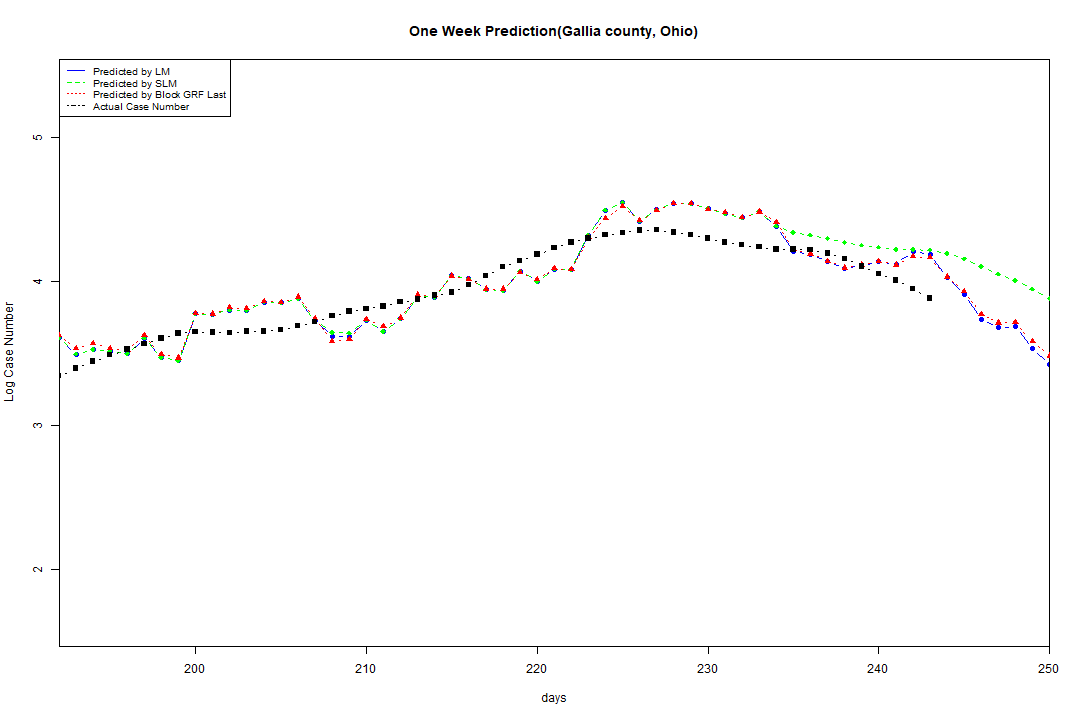 One Week Prediction(Gallia county, Ohio)
Predicted by LM
Predicted by SLM
Predicted by Block GRF Last
Actual Case Number
5
4
3
2
Log Case Number
200 210 220 230 240 250
days